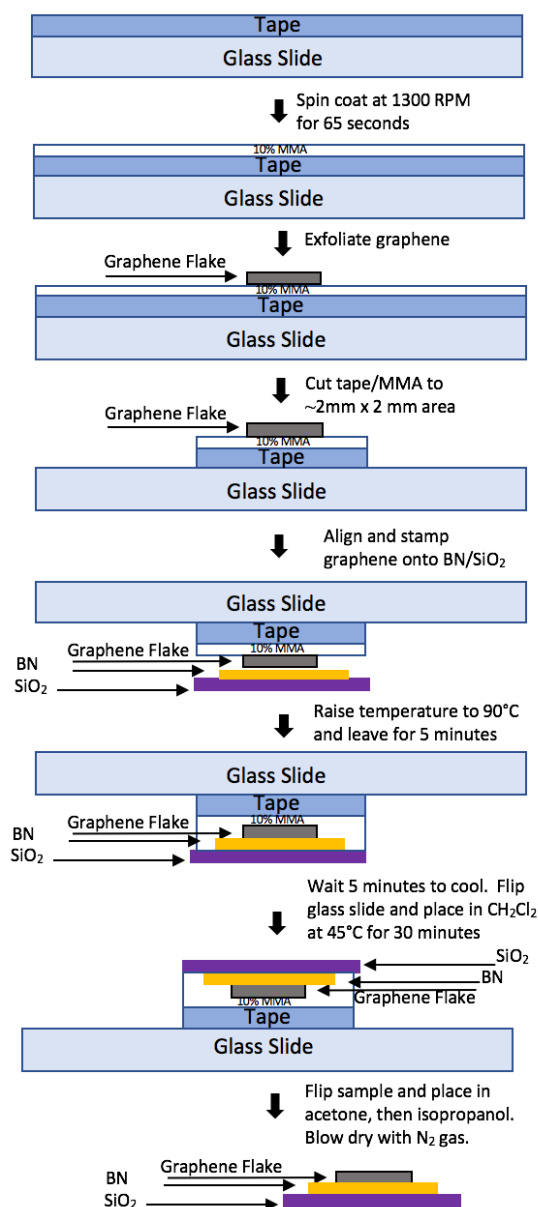 Tape
Glass Slide
Spin coat at 1300 RPM
for 65 seconds
10% MMA
Tape
Glass Slide
Exfoliate graphene
Graphene Flake
10% MMA
Tape
Glass Slide
Cut tape/MMA to
~2mm x 2 mm area
Graphene Flake
10% MMA
Tape
Glass Slide
Align and stamp
graphene onto BN/SiO₂
Glass Slide
Tape
10% MMA
Graphene Flake
BN
SiO₂
Raise temperature to 90°C
and leave for 5 minutes
Glass Slide
Tape
10% MMA
Graphene Flake
BN
SiO₂
Wait 5 minutes to cool. Flip
glass slide and place in CH₂Cl₂
at 45°C for 30 minutes
SiO₂
BN
Graphene Flake
10% MMA
Tape
Glass Slide
Flip sample and place in
acetone, then isopropanol.
Blow dry with N₂ gas.
Graphene Flake
BN
SiO₂